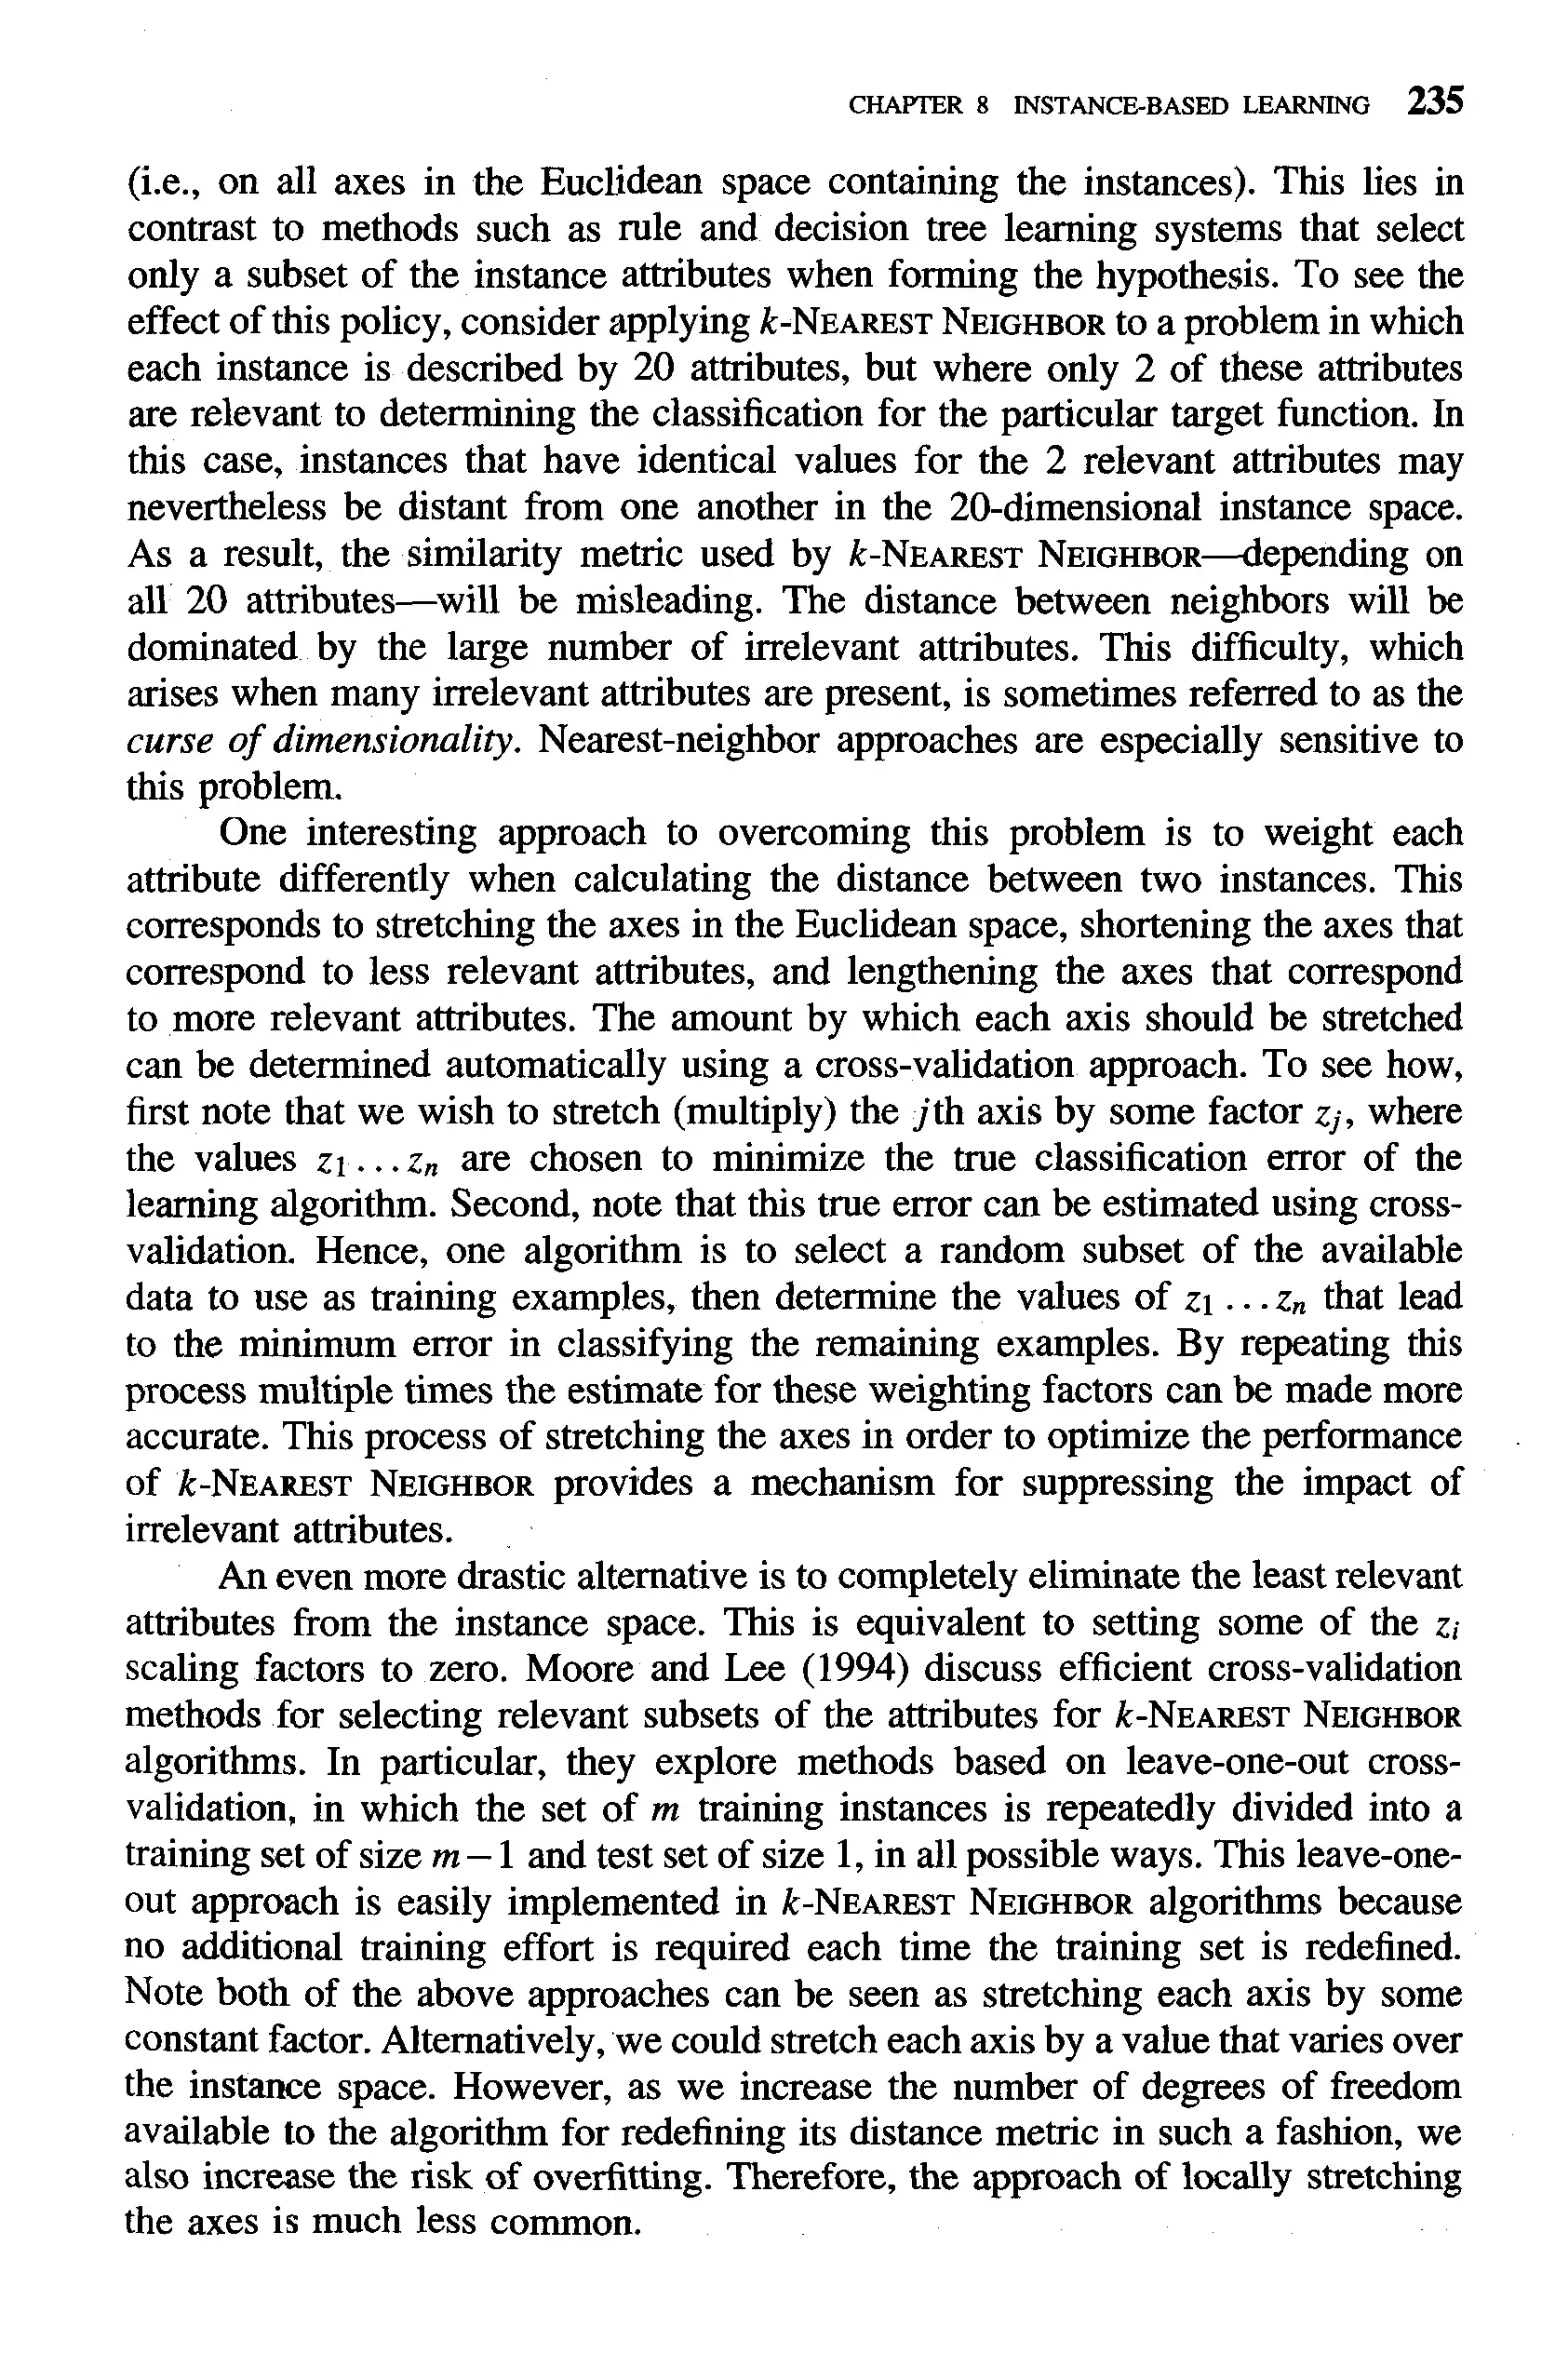 CHAPTER 8 INSTANCE-BASED LEARNING 235
(i.e., on all axes in the Euclidean space containing the instances). This lies in
contrast to methods such as rule and decision tree learning systems that select
only a subset of the instance attributes when forming the hypothesis. To see the
effect of this policy, consider applying k-NEAREST NEIGHBOR to a problem in which
each instance is described by 20 attributes, but where only 2 of these attributes
are relevant to determining the classification for the particular target function. In
this case, instances that have identical values for the 2 relevant attributes may
nevertheless be distant from one another in the 20-dimensional instance space.
As a result, the similarity metric used by k-NEAREST NEIGHBOR—depending on
all 20 attributes—will be misleading. The distance between neighbors will be
dominated by the large number of irrelevant attributes. This difficulty, which
arises when many irrelevant attributes are present, is sometimes referred to as the
curse of dimensionality. Nearest-neighbor approaches are especially sensitive to
this problem.
One interesting approach to overcoming this problem is to weight each
attribute differently when calculating the distance between two instances. This
corresponds to stretching the axes in the Euclidean space, shortening the axes that
correspond to less relevant attributes, and lengthening the axes that correspond
to more relevant attributes. The amount by which each axis should be stretched
can be determined automatically using a cross-validation approach. To see how,
first note that we wish to stretch (multiply) the jth axis by some factor zj, where
the values z1...zn are chosen to minimize the true classification error of the
learning algorithm. Second, note that this true error can be estimated using cross-
validation. Hence, one algorithm is to select a random subset of the available
data to use as training examples, then determine the values of z1...zn that lead
to the minimum error in classifying the remaining examples. By repeating this
process multiple times the estimate for these weighting factors can be made more
accurate. This process of stretching the axes in order to optimize the performance
of k-NEAREST NEIGHBOR provides a mechanism for suppressing the impact of
irrelevant attributes.
An even more drastic alternative is to completely eliminate the least relevant
attributes from the instance space. This is equivalent to setting some of the zi
scaling factors to zero. Moore and Lee (1994) discuss efficient cross-validation
methods for selecting relevant subsets of the attributes for k-NEAREST NEIGHBOR
algorithms. In particular, they explore methods based on leave-one-out cross-
validation, in which the set of m training instances is repeatedly divided into a
training set of size m − 1 and test set of size 1, in all possible ways. This leave-one-
out approach is easily implemented in k-NEAREST NEIGHBOR algorithms because
no additional training effort is required each time the training set is redefined.
Note both of the above approaches can be seen as stretching each axis by some
constant factor. Alternatively, we could stretch each axis by a value that varies over
the instance space. However, as we increase the number of degrees of freedom
available to the algorithm for redefining its distance metric in such a fashion, we
also increase the risk of overfitting. Therefore, the approach of locally stretching
the axes is much less common.